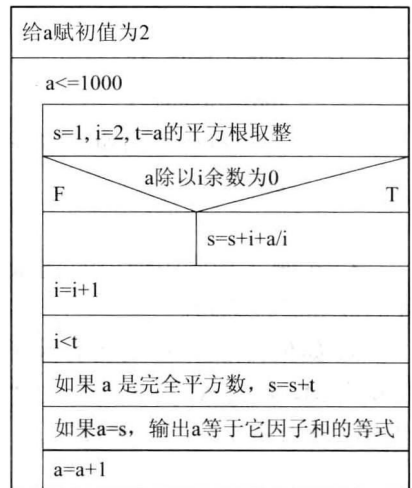 给a赋初值为2
a<=1000
s=1, i=2, t=a的平方根取整
a除以i余数为0
F
T
s=s+i+a/i
i=i+1
i<t
如果 a 是完全平方数，s=s+t
如果a=s，输出a等于它因子和的等式
a=a+1